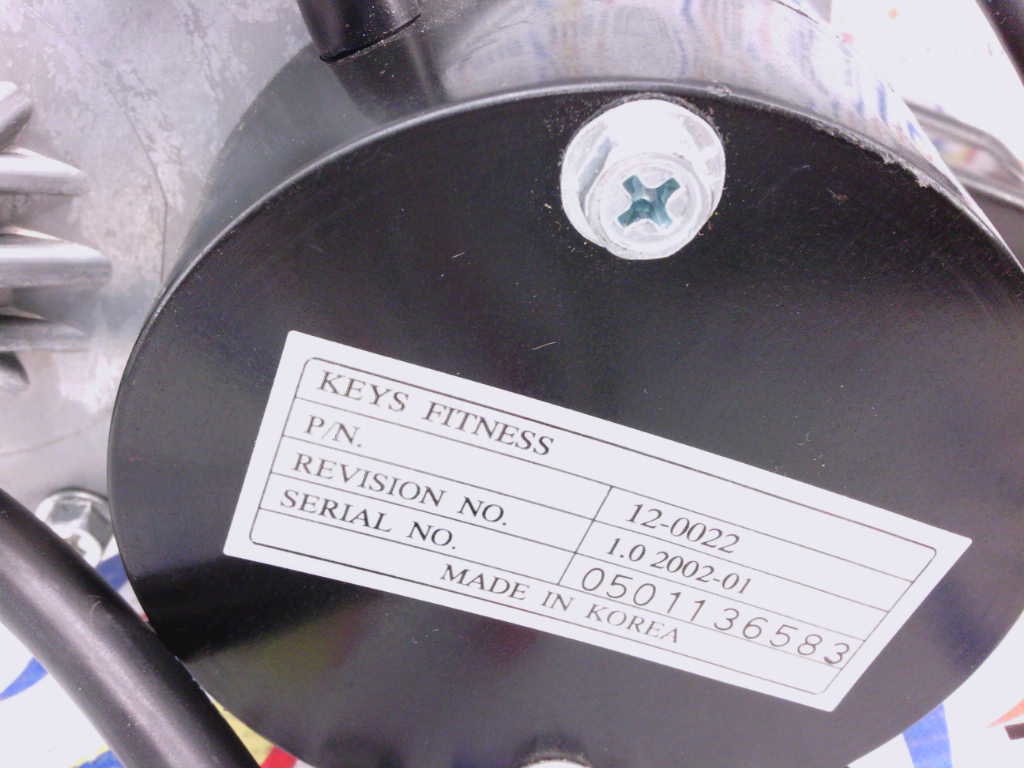 KEYS FITNESS
P/N. 12-0022
REVISION NO. 1.0 2002-01
SERIAL NO. 0501136583
MADE IN KOREA